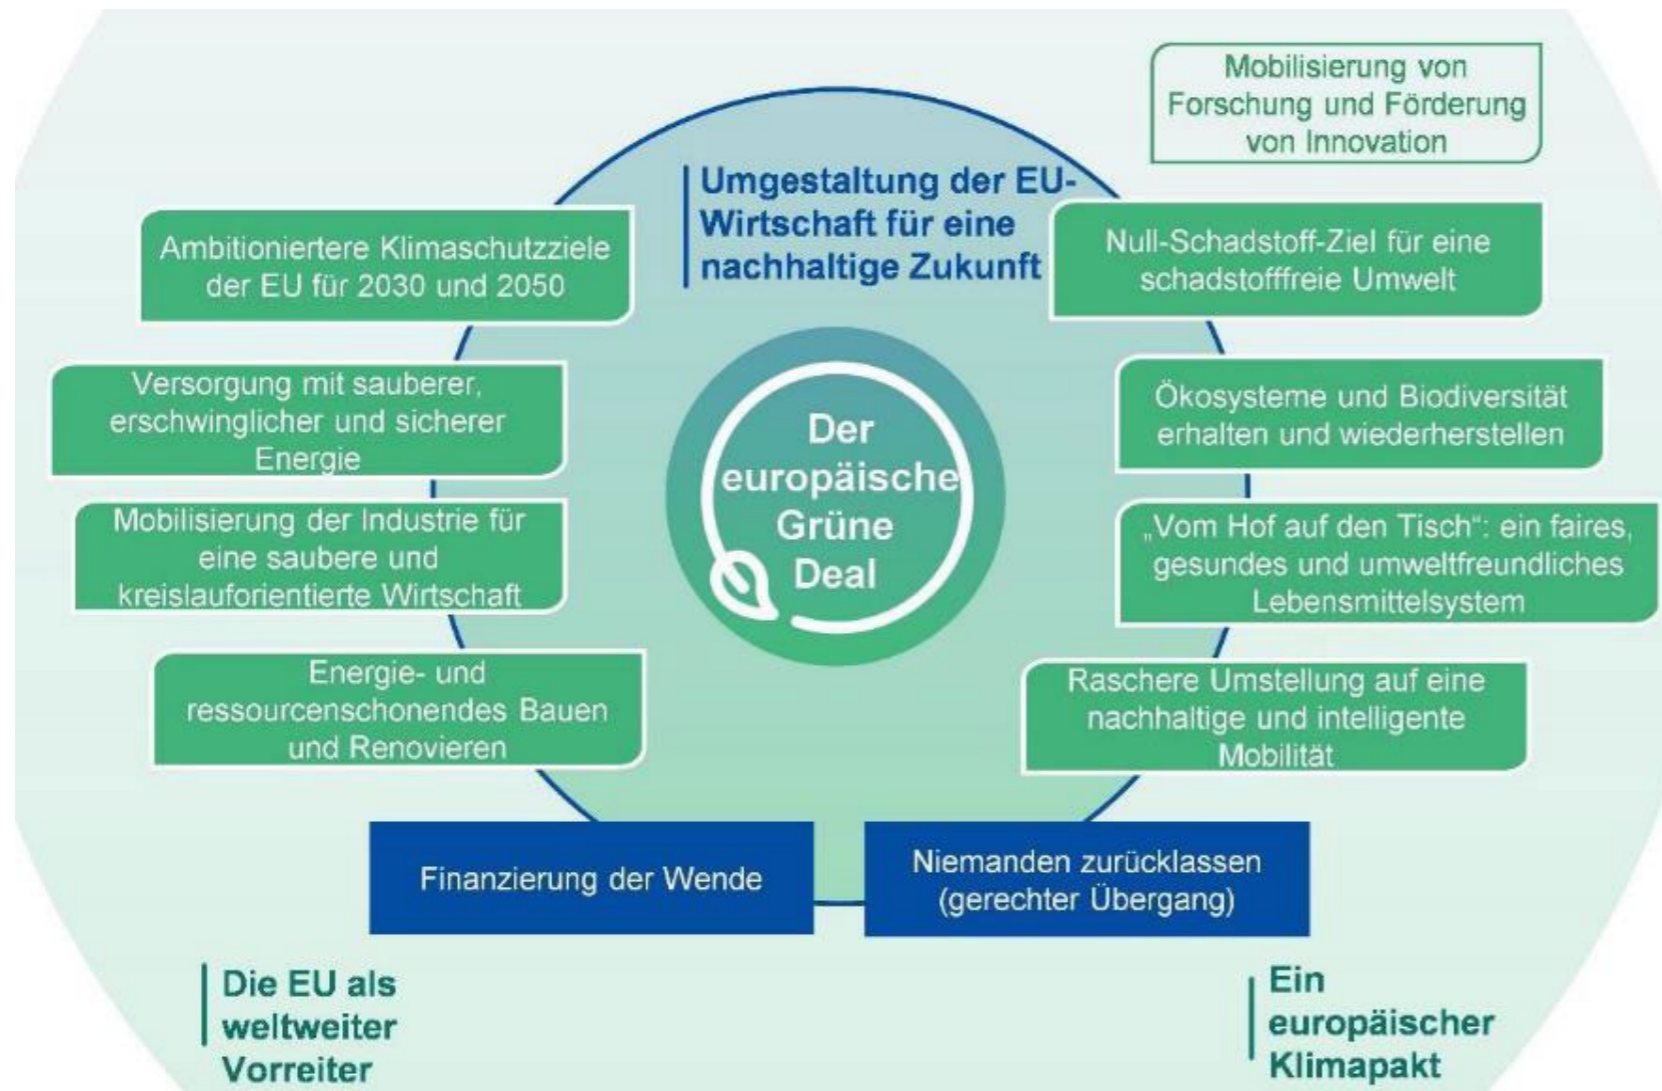 Mobilisierung von
Forschung und Förderung
von Innovation
Umgestaltung der EU-
Wirtschaft für eine
nachhaltige Zukunft
Ambitioniertere Klimaschutzziele
der EU für 2030 und 2050
Null-Schadstoff-Ziel für eine
schadstofffreie Umwelt
Versorgung mit sauberer,
erschwinglicher und sicherer
Energie
Ökosysteme und Biodiversität
erhalten und wiederherstellen
Der
europäische
Grüne
Deal
Mobilisierung der Industrie für
eine saubere und
kreislauforientierte Wirtschaft
„Vom Hof auf den Tisch“: ein faires,
gesundes und umweltfreundliches
Lebensmittelsystem
Energie- und
ressourcenschonendes Bauen
und Renovieren
Raschere Umstellung auf eine
nachhaltige und intelligente
Mobilität
Finanzierung der Wende
Niemanden zurücklassen
(gerechter Übergang)
Die EU als
weltweiter
Vorreiter
Ein
europäischer
Klimapakt